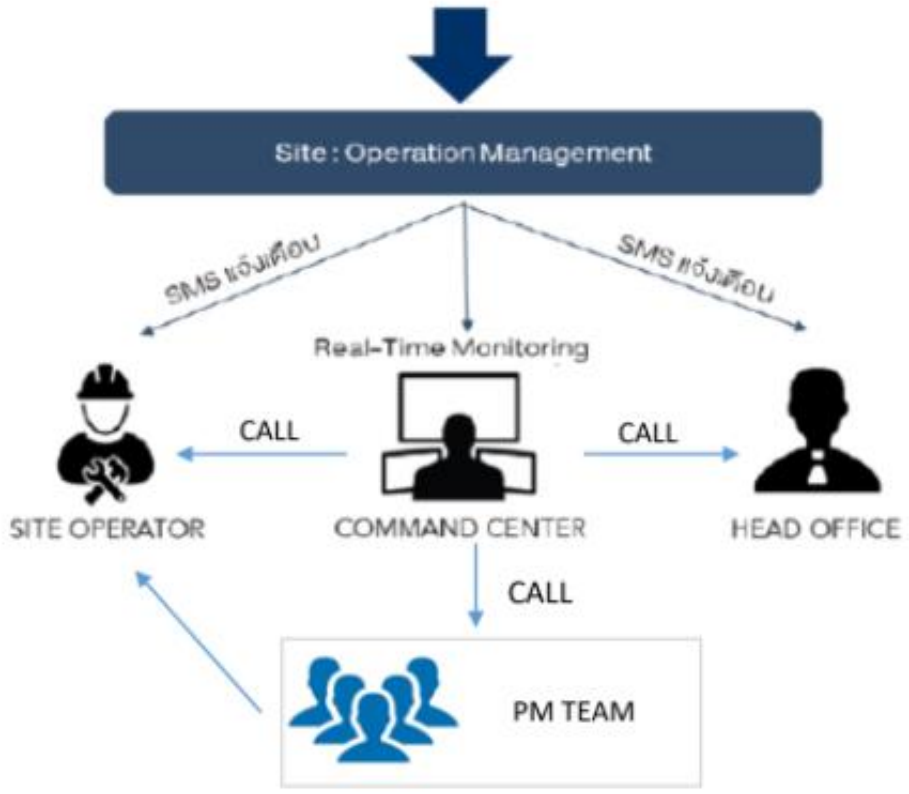 Site : Operation Management
SMS แจ้งเตือน
SMS แจ้งเตือน
Real-Time Monitoring
CALL
CALL
SITE OPERATOR
COMMAND CENTER
HEAD OFFICE
CALL
PM TEAM